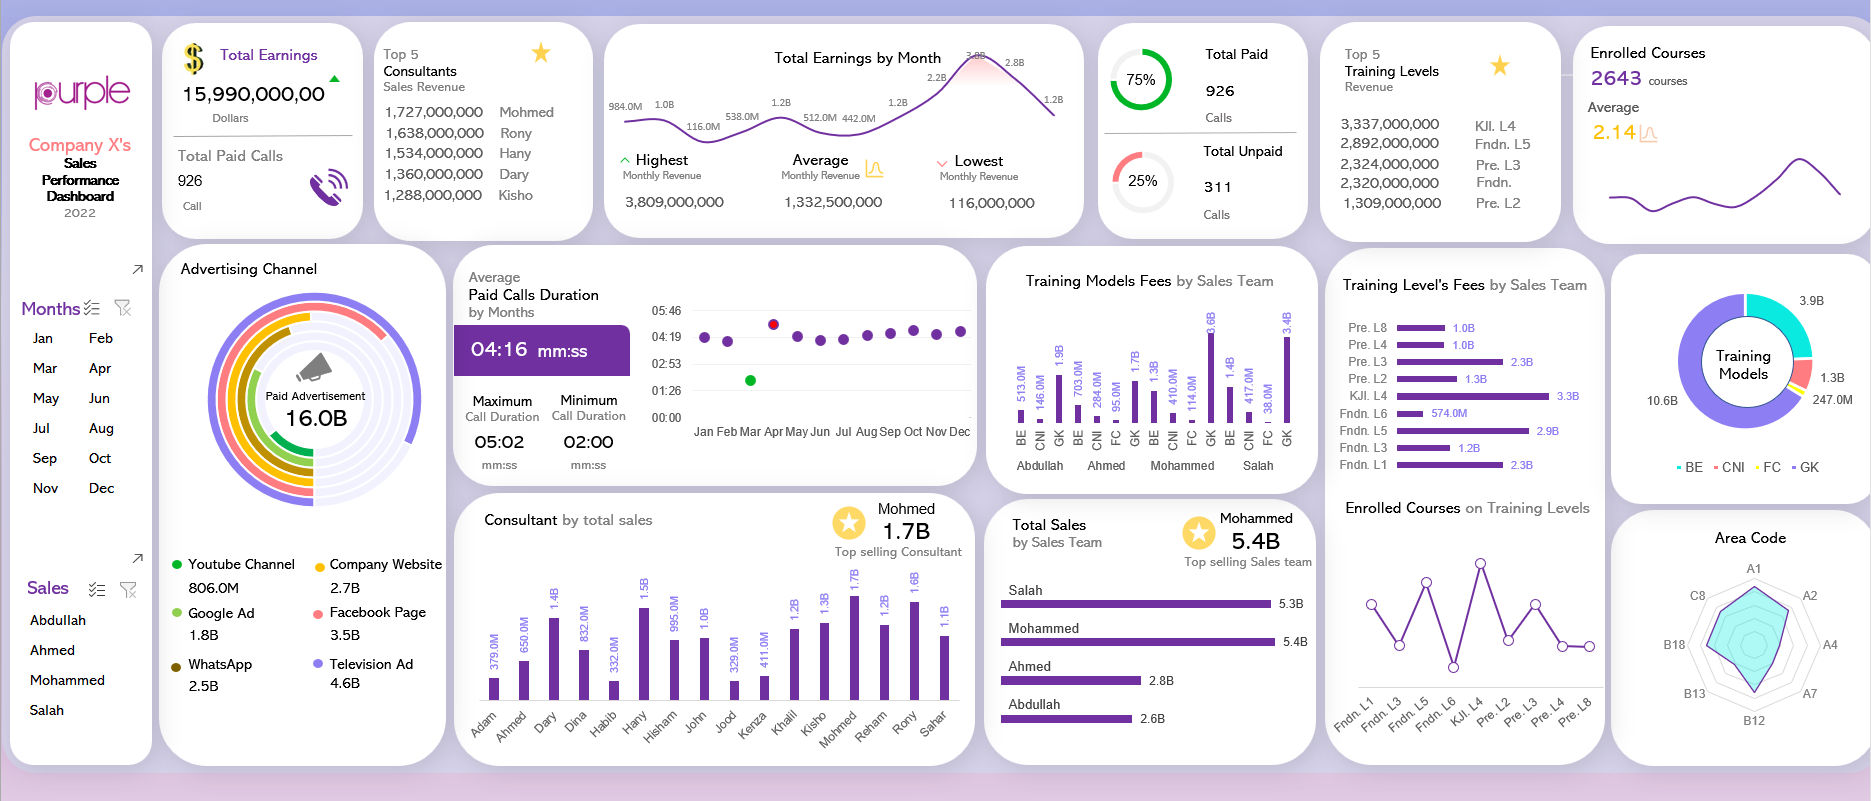 purple
Company X's
Sales
Performance
Dashboard
2022
Months
Jan Feb
Mar Apr
May Jun
Jul Aug
Sep Oct
Nov Dec
Sales
Abdullah
Ahmed
Mohammed
Salah
Total Earnings
15,990,000,00
Dollars
Total Paid Calls
926
Call
Top 5
Consultants
Sales Revenue
1,727,000,000 Mohmed
1,638,000,000 Rony
1,534,000,000 Hany
1,360,000,000 Dary
1,288,000,000 Kisho
Total Earnings by Month
984.0M 1.0B 116.0M 538.0M 1.2B 512.0M 442.0M 1.2B 2.2B 3.8B 2.8B 1.2B
Highest
Monthly Revenue
3,809,000,000
Average
Monthly Revenue
1,332,500,000
Lowest
Monthly Revenue
116,000,000
75%
Total Paid
926
Calls
25%
Total Unpaid
311
Calls
Top 5
Training Levels
Revenue
3,337,000,000 KJl. L4
2,892,000,000 Fndn. L5
2,324,000,000 Pre. L3
2,320,000,000 Fndn.
1,309,000,000 Pre. L2
Enrolled Courses
2643 courses
Average
2.14
Advertising Channel
Paid Advertisement
16.0B
Youtube Channel
806.0M
Company Website
2.7B
Google Ad
1.8B
Facebook Page
3.5B
WhatsApp
2.5B
Television Ad
4.6B
Average
Paid Calls Duration
by Months
04:16 mm:ss
Maximum
Call Duration
05:02
mm:ss
Minimum
Call Duration
02:00
mm:ss
05:46
04:19
02:53
01:26
00:00
Jan Feb Mar Apr May Jun Jul Aug Sep Oct Nov Dec
Training Models Fees by Sales Team
513.0M 146.0M 1.9B 703.0M 284.0M 95.0M 1.7B 1.3B 410.0M 114.0M 3.6B 1.4B 417.0M 38.0M 3.4B
BE CNI GK BE CNI FC GK BE CNI FC GK BE CNI FC GK
Abdullah Ahmed Mohammed Salah
Training Level's Fees by Sales Team
Pre. L8 1.0B
Pre. L4 1.0B
Pre. L3 2.3B
Pre. L2 1.3B
KJl. L4 3.3B
Fndn. L6 574.0M
Fndn. L5 2.9B
Fndn. L3 1.2B
Fndn. L1 2.3B
Enrolled Courses on Training Levels
Fndn. L1 Fndn. L3 Fndn. L5 Fndn. L6 KJl. L4 Pre. L2 Pre. L3 Pre. L4 Pre. L8
3.9B
1.3B
247.0M
10.6B
Training
Models
BE CNI FC GK
Consultant by total sales
Mohmed
1.7B
Top selling Consultant
379.0M 650.0M 1.4B 832.0M 332.0M 1.5B 995.0M 1.0B 329.0M 411.0M 1.2B 1.3B 1.7B 1.2B 1.6B 1.1B
Adam Ahmed Dary Dina Habib Hany Hisham John Jood Kenza Khalil Kisho Mohmed Reham Rony Sahar
Total Sales
by Sales Team
Mohammed
5.4B
Top selling Sales team
Salah
5.3B
Mohammed
5.4B
Ahmed
2.8B
Abdullah
2.6B
Area Code
A1
C8 A2
B18 A4
B13 A7
B12